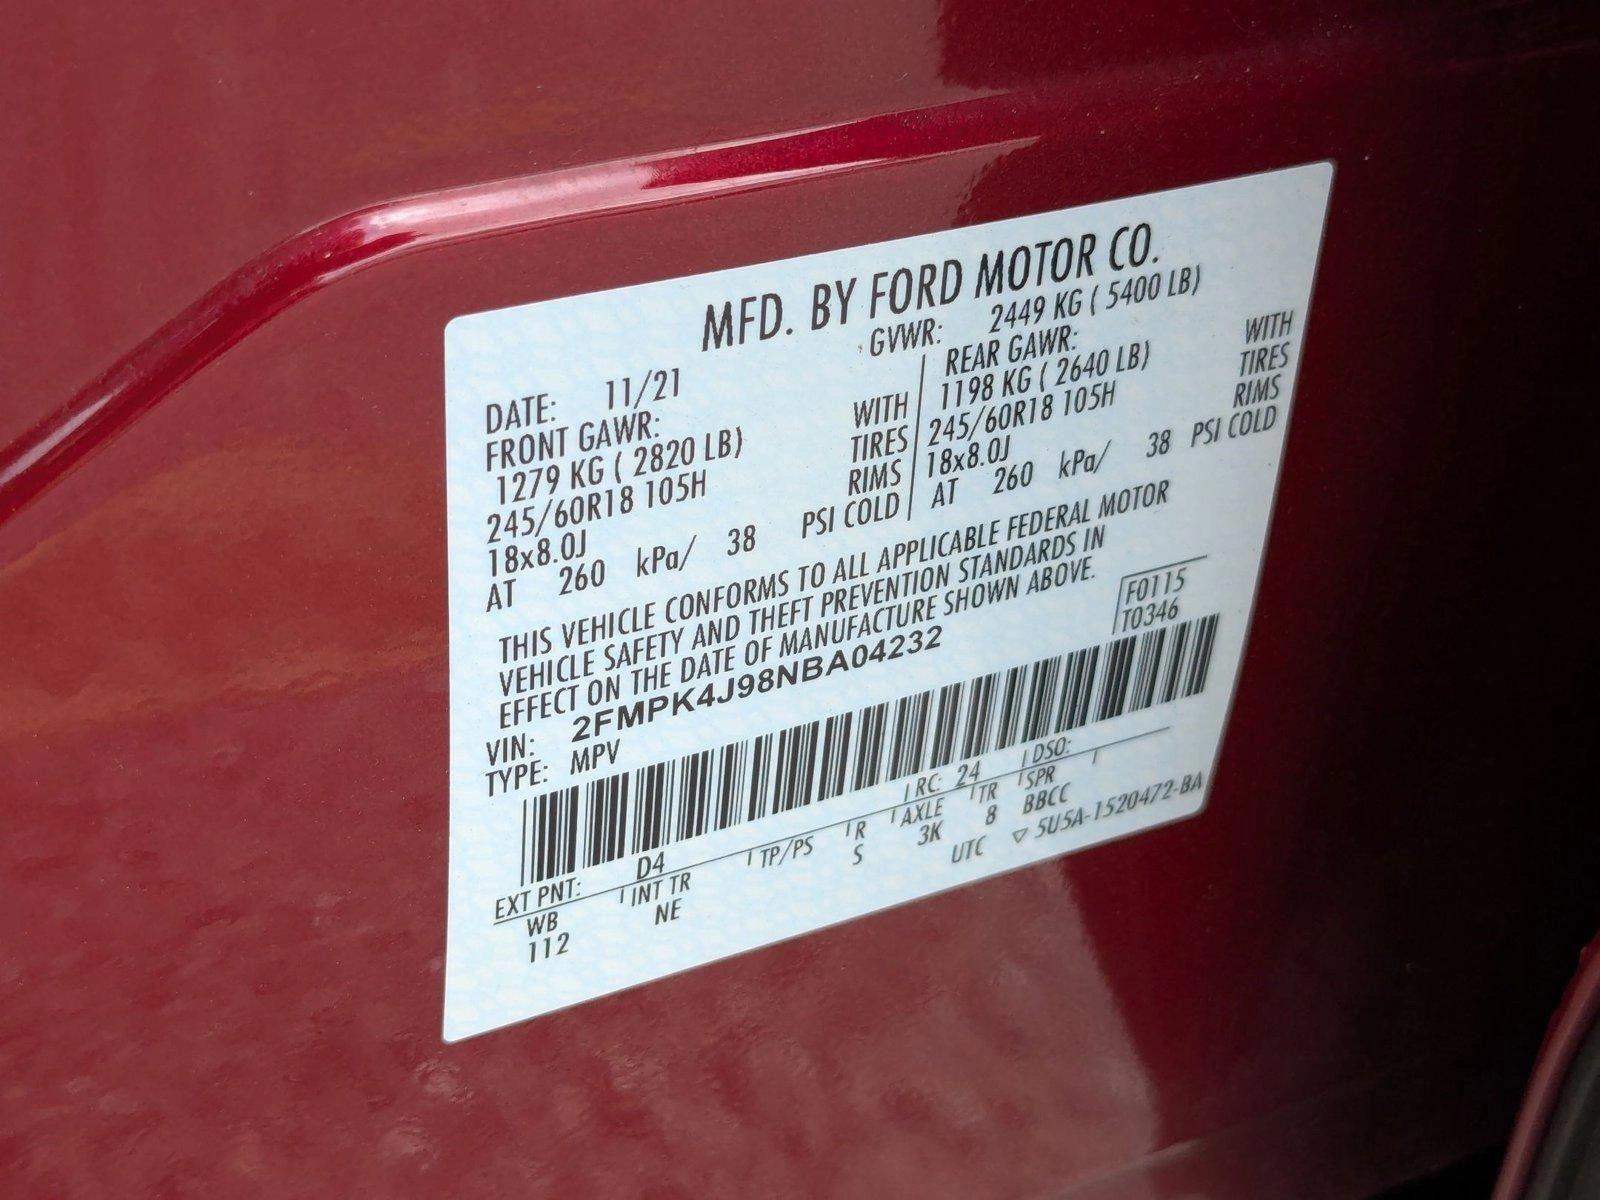 MFD. BY FORD MOTOR CO.
DATE: 11/21 GVWR: 2449 KG ( 5400 LB)
FRONT GAWR: REAR GAWR:
1279 KG ( 2820 LB) WITH 1198 KG ( 2640 LB) WITH
245/60R18 105H TIRES 245/60R18 105H TIRES
18x8.0J RIMS 18x8.0J RIMS
AT 260 kPa/ 38 PSI COLD AT 260 kPa/ 38 PSI COLD
THIS VEHICLE CONFORMS TO ALL APPLICABLE FEDERAL MOTOR
VEHICLE SAFETY AND THEFT PREVENTION STANDARDS IN
EFFECT ON THE DATE OF MANUFACTURE SHOWN ABOVE.
VIN: 2FMPK4J98NBA04232 F0115
TYPE: MPV T0346
EXT PNT: D4 RC: 24 DSO:
WB INT TR TP/PS R AXLE TR SPR
112 NE S 3K 8 BBCC
UTC ▽ 5U5A-1520472-BA